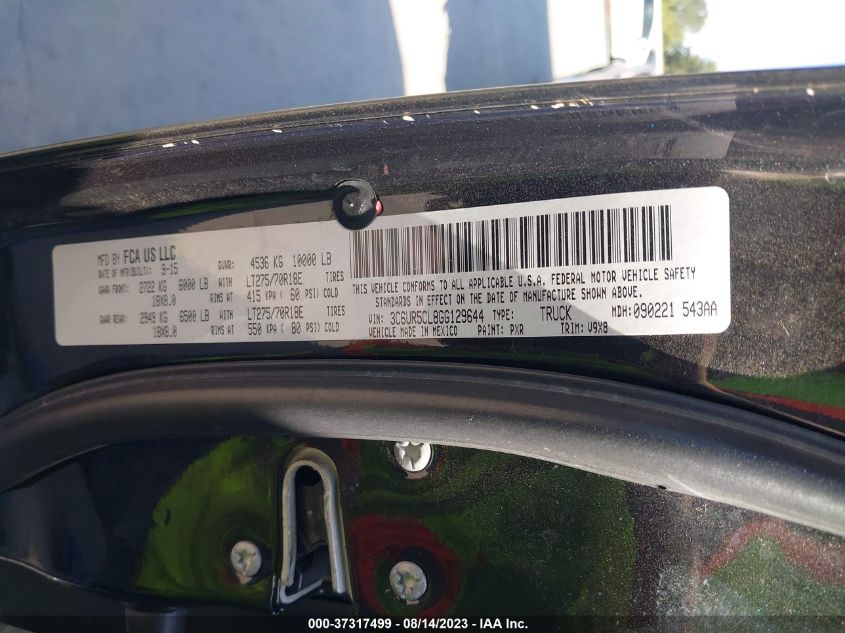 MFD BY FCA US LLC
DATE OF MFR(BUILT): 9-15 GVWR: 4536 KG 10000 LB
GAWR FRONT: 2722 KG 6000 LB WITH LT275/70R18E TIRES
18X8.0 RIMS AT 415 KPA ( 60 PSI) COLD
GAWR REAR: 2949 KG 6500 LB WITH LT275/70R18E TIRES
18X8.0 RIMS AT 550 KPA ( 80 PSI) COLD
THIS VEHICLE CONFORMS TO ALL APPLICABLE U.S.A. FEDERAL MOTOR VEHICLE SAFETY
STANDARDS IN EFFECT ON THE DATE OF MANUFACTURE SHOWN ABOVE.
VIN: 3C6UR5CL8GG129644 TYPE: TRUCK MDH: 090221 543AA
VEHICLE MADE IN MEXICO PAINT: PXR TRIM: V9X8
000-37317499 - 08/14/2023 - IAA Inc.